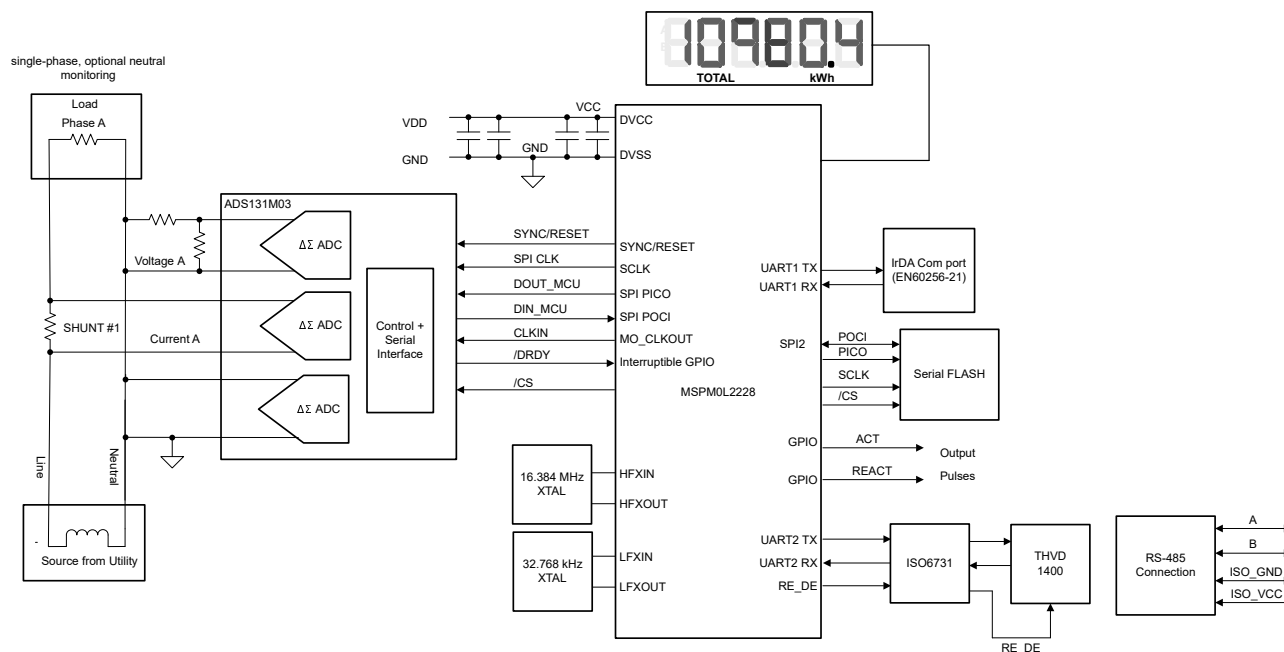 10980.4
TOTAL
kWh
single-phase, optional neutral
monitoring
Load
Phase A
VDD
GND
VCC
GND
DVCC
DVSS
ADS131M03
ΔΣ ADC
Voltage A
ΔΣ ADC
SHUNT #1
Current A
ΔΣ ADC
Control +
Serial
Interface
Line
Neutral
-
Source from Utility
SYNC/RESET
SPI CLK
DOUT_MCU
DIN_MCU
CLKIN
/DRDY
/CS
SYNC/RESET
SCLK
SPI PICO
SPI POCI
MO_CLKOUT
Interruptible GPIO
MSPM0L2228
16.384 MHz
XTAL
HFXIN
HFXOUT
32.768 kHz
XTAL
LFXIN
LFXOUT
UART1 TX
UART1 RX
IrDA Com port
(EN60256-21)
SPI2
POCI
PICO
SCLK
/CS
Serial FLASH
GPIO
ACT
GPIO
REACT
Output
Pulses
UART2 TX
UART2 RX
RE_DE
ISO6731
THVD
1400
RE_DE
RS-485
Connection
A
B
ISO_GND
ISO_VCC